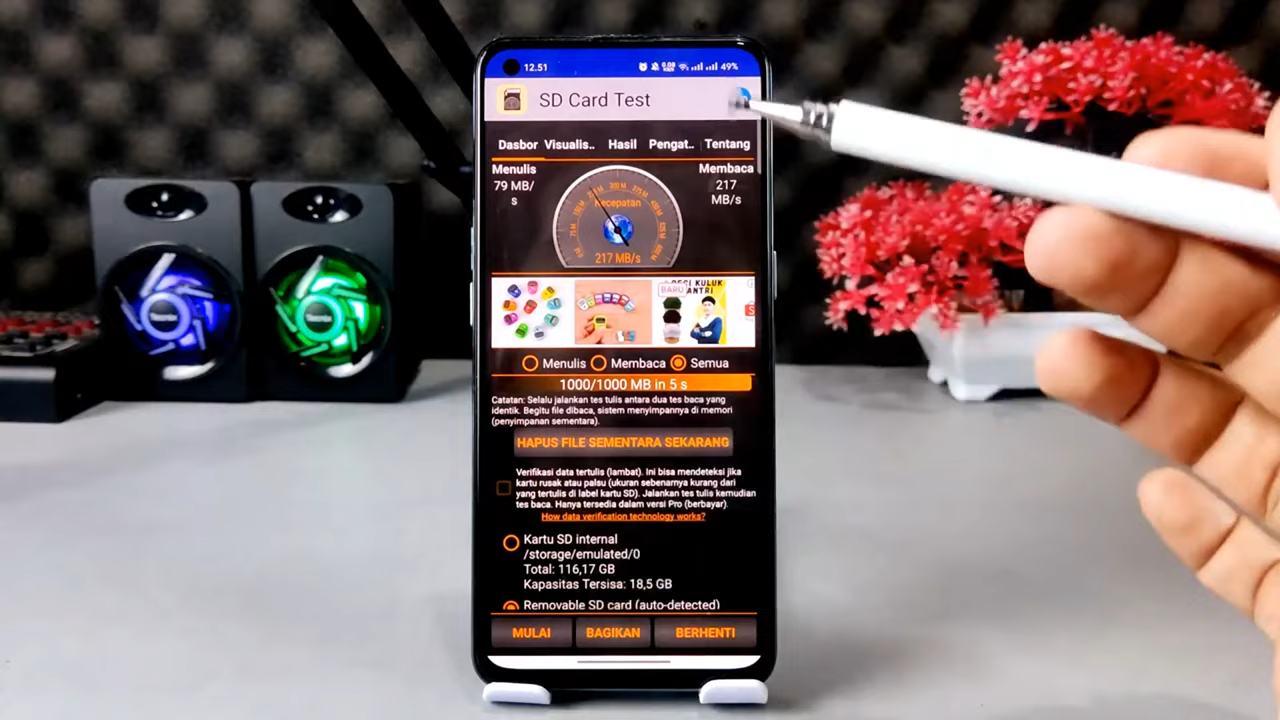 12.51
0.08
49%
SD Card Test
Dasbor Visualis.. Hasil Pengat.. Tentang
Menulis
79 MB/
s
Membaca
217
MB/s
Kecepatan
217 MB/s
BARU
KULUK
ANTRI
Menulis Membaca Semua
1000/1000 MB in 5 s
Catatan: Selalu jalankan tes tulis antara dua tes baca yang
identik. Begitu file dibaca, sistem menyimpannya di memori
(penyimpanan sementara).
HAPUS FILE SEMENTARA SEKARANG
Verifikasi data tertulis (lambat). Ini bisa mendeteksi jika
kartu rusak atau palsu (ukuran sebenarnya kurang dari
yang tertulis di label kartu SD). Jalankan tes tulis kemudian
tes baca. Hanya tersedia dalam versi Pro (berbayar).
How data verification technology works?
Kartu SD internal
/storage/emulated/0
Total: 116,17 GB
Kapasitas Tersisa: 18,5 GB
Removable SD card (auto-detected)
MULAI BAGIKAN BERHENTI